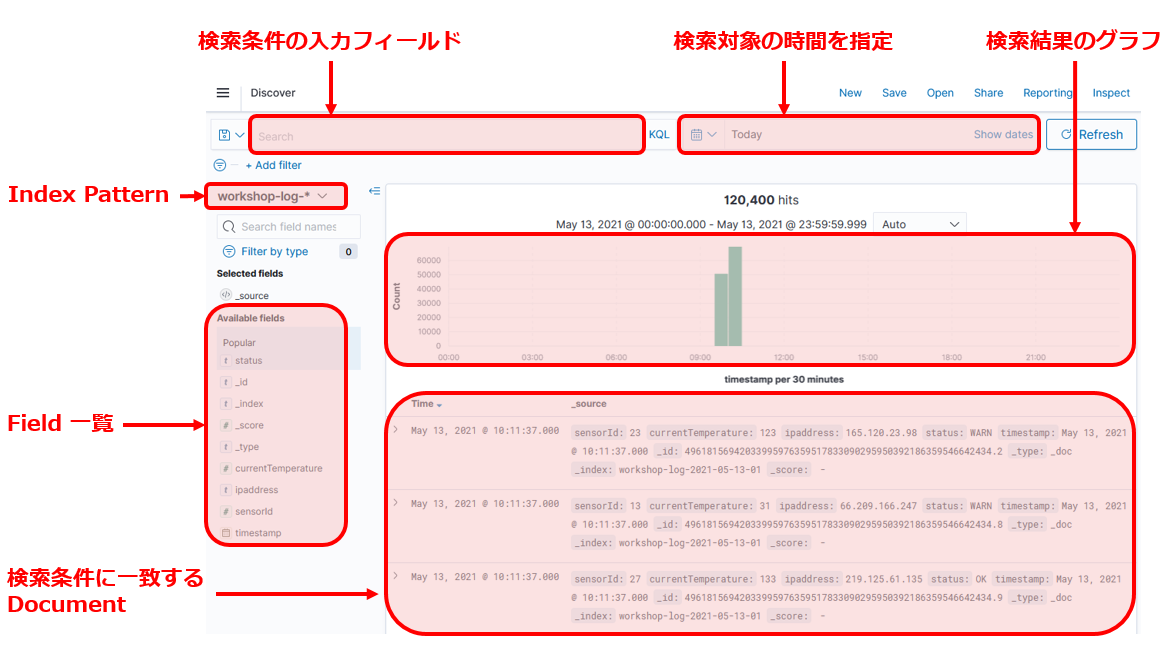 検索条件の入力フィールド
検索対象の時間を指定
検索結果のグラフ
Discover
New Save Open Share Reporting Inspect
Search
KQL
Today
Show dates
Refresh
+ Add filter
Index Pattern
workshop-log-*
Search field names
Filter by type 0
Selected fields
_source
Available fields
Popular
t status
t _id
t _index
# _score
t _type
# currentTemperature
t ipaddress
# sensorId
timestamp
Field 一覧
120,400 hits
May 13, 2021 @ 00:00:00.000 - May 13, 2021 @ 23:59:59.999 Auto
Count
60000
50000
40000
30000
20000
10000
0
00:00 03:00 06:00 09:00 12:00 15:00 18:00 21:00
timestamp per 30 minutes
Time _source
May 13, 2021 @ 10:11:37.000 sensorId: 23 currentTemperature: 123 ipaddress: 165.120.23.98 status: WARN timestamp: May 13, 2021
@ 10:11:37.000 _id: 49618156942033995976359517833090295950392186359546642434.2 _type: _doc
_index: workshop-log-2021-05-13-01 _score: -
May 13, 2021 @ 10:11:37.000 sensorId: 13 currentTemperature: 31 ipaddress: 66.209.166.247 status: WARN timestamp: May 13, 2021
@ 10:11:37.000 _id: 49618156942033995976359517833090295950392186359546642434.8 _type: _doc
_index: workshop-log-2021-05-13-01 _score: -
May 13, 2021 @ 10:11:37.000 sensorId: 27 currentTemperature: 133 ipaddress: 219.125.61.135 status: OK timestamp: May 13, 2021
@ 10:11:37.000 _id: 49618156942033995976359517833090295950392186359546642434.9 _type: _doc
_index: workshop-log-2021-05-13-01 _score: -
検索条件に一致する
Document